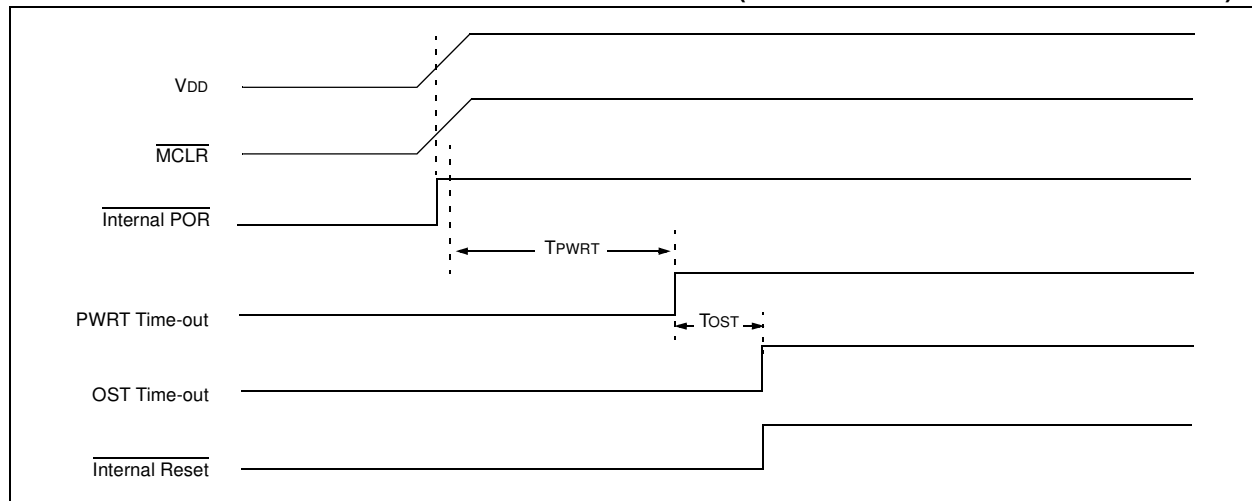 VDD
MCLR
Internal POR
TPWRT
PWRT Time-out
TOST
OST Time-out
Internal Reset